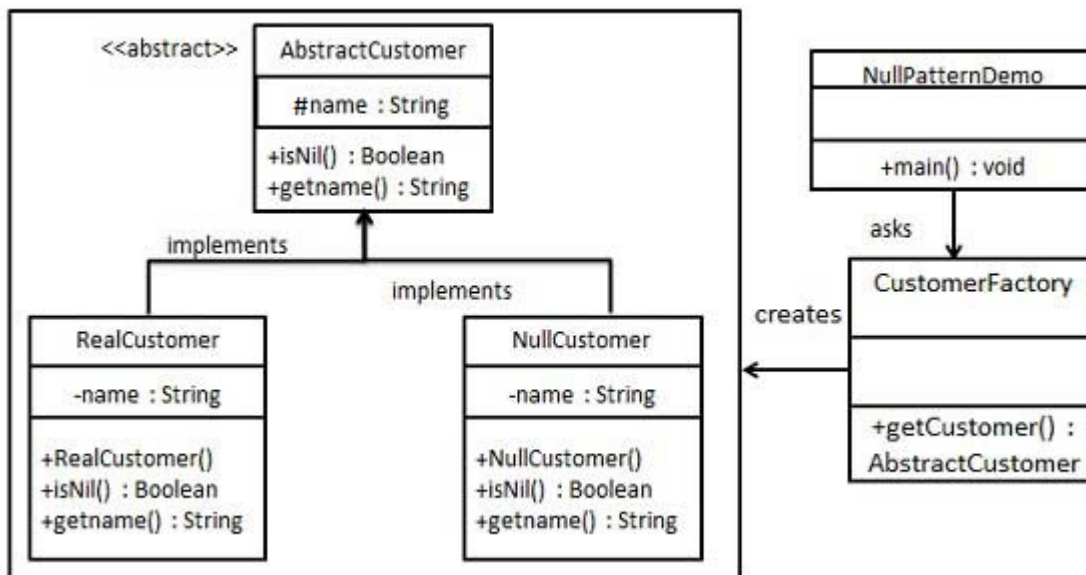 <<abstract>>
AbstractCustomer
#name : String
+isNil() : Boolean
+getname() : String
implements
implements
RealCustomer
-name : String
+RealCustomer()
+isNil() : Boolean
+getname() : String
NullCustomer
-name : String
+NullCustomer()
+isNil() : Boolean
+getname() : String
NullPatternDemo
+main() : void
asks
CustomerFactory
creates
+getCustomer() :
AbstractCustomer